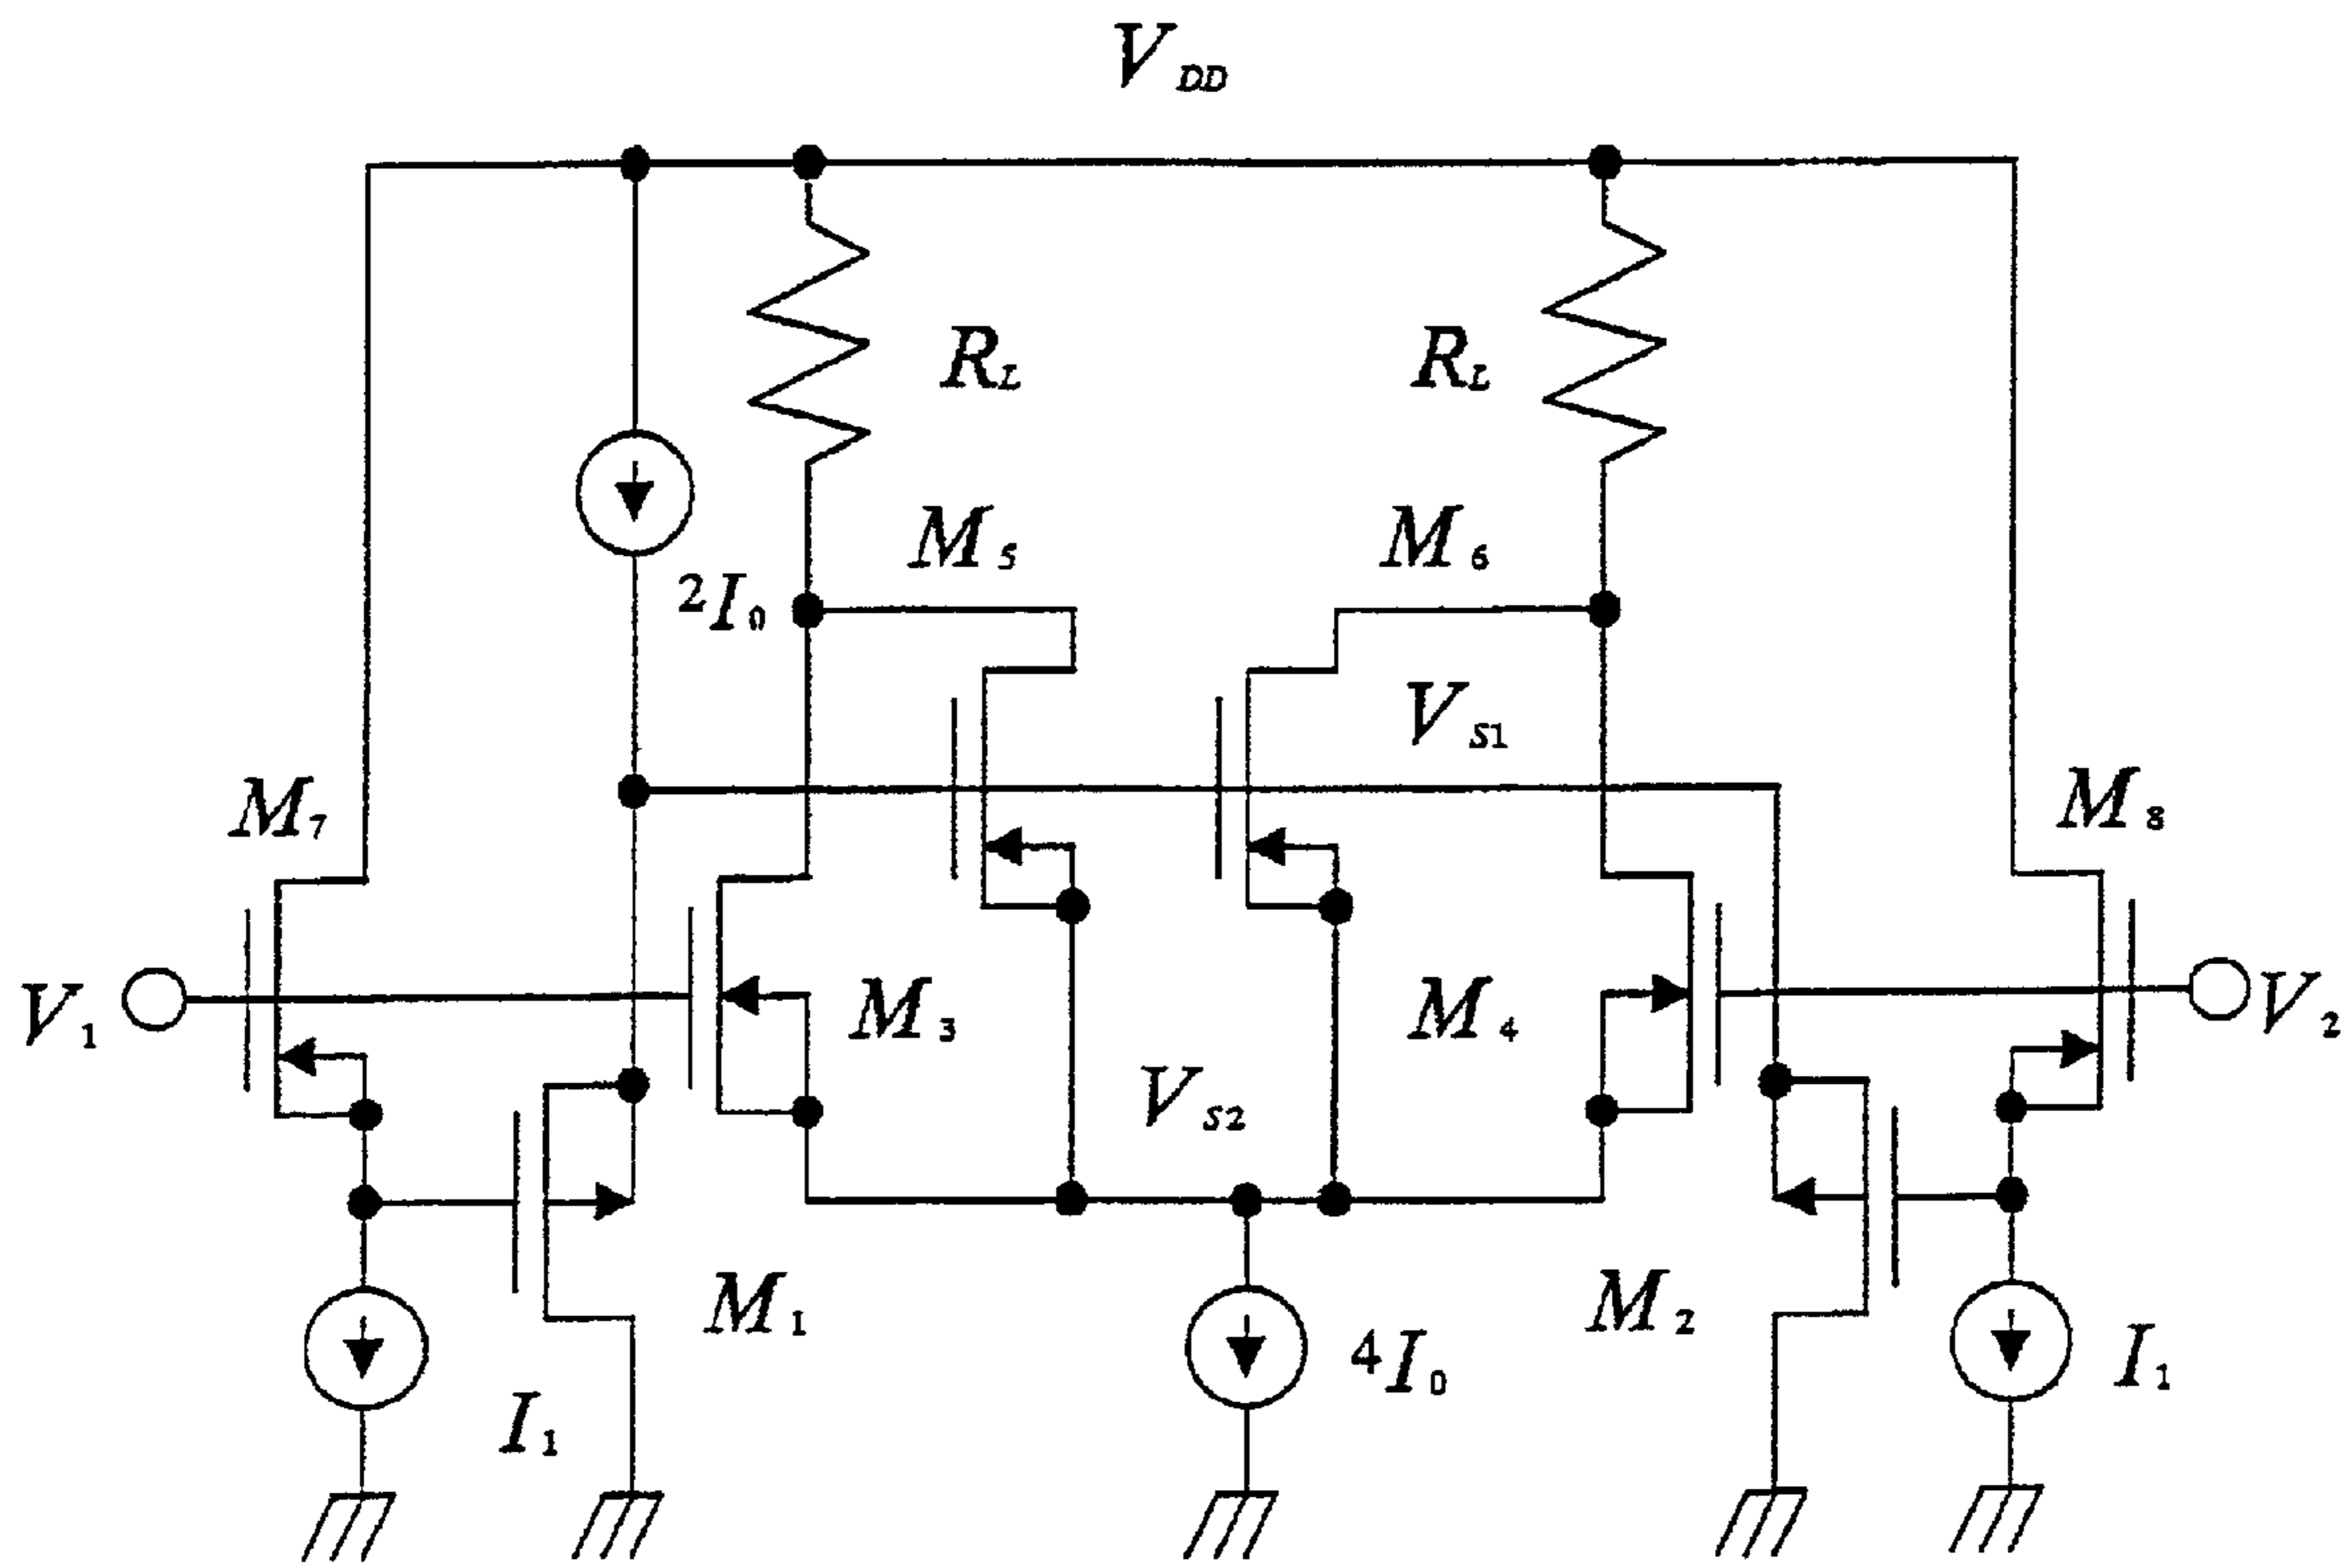 V_DD
R_L
R_L
M_5
M_6
2I_0
V_S1
M_7
M_8
V_1
M_3
M_4
V_2
V_S2
M_1
M_2
4I_0
I_1
I_1